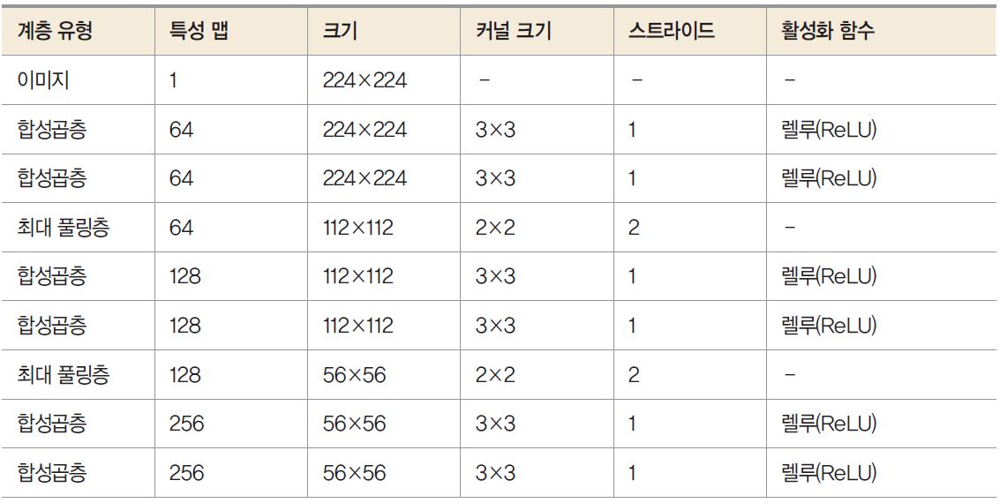 계층 유형 특성 맵 크기 커널 크기 스트라이드 활성화 함수
이미지 1 224×224 – – –
합성곱층 64 224×224 3×3 1 렐루(ReLU)
합성곱층 64 224×224 3×3 1 렐루(ReLU)
최대 풀링층 64 112×112 2×2 2 –
합성곱층 128 112×112 3×3 1 렐루(ReLU)
합성곱층 128 112×112 3×3 1 렐루(ReLU)
최대 풀링층 128 56×56 2×2 2 –
합성곱층 256 56×56 3×3 1 렐루(ReLU)
합성곱층 256 56×56 3×3 1 렐루(ReLU)